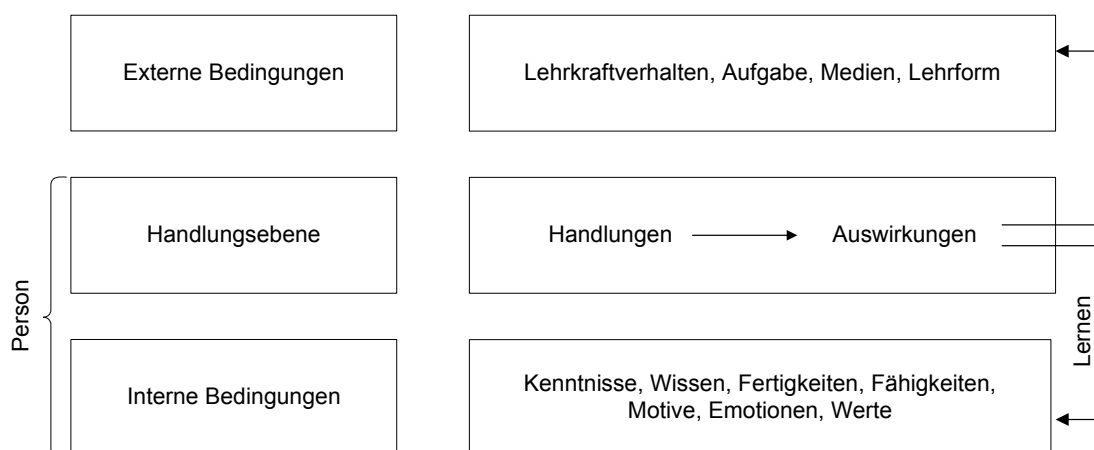 Externe Bedingungen
Lehrkraftverhalten, Aufgabe, Medien, Lehrform
Handlungsebene
Handlungen
Auswirkungen
Person
Lernen
Interne Bedingungen
Kenntnisse, Wissen, Fertigkeiten, Fähigkeiten,
Motive, Emotionen, Werte